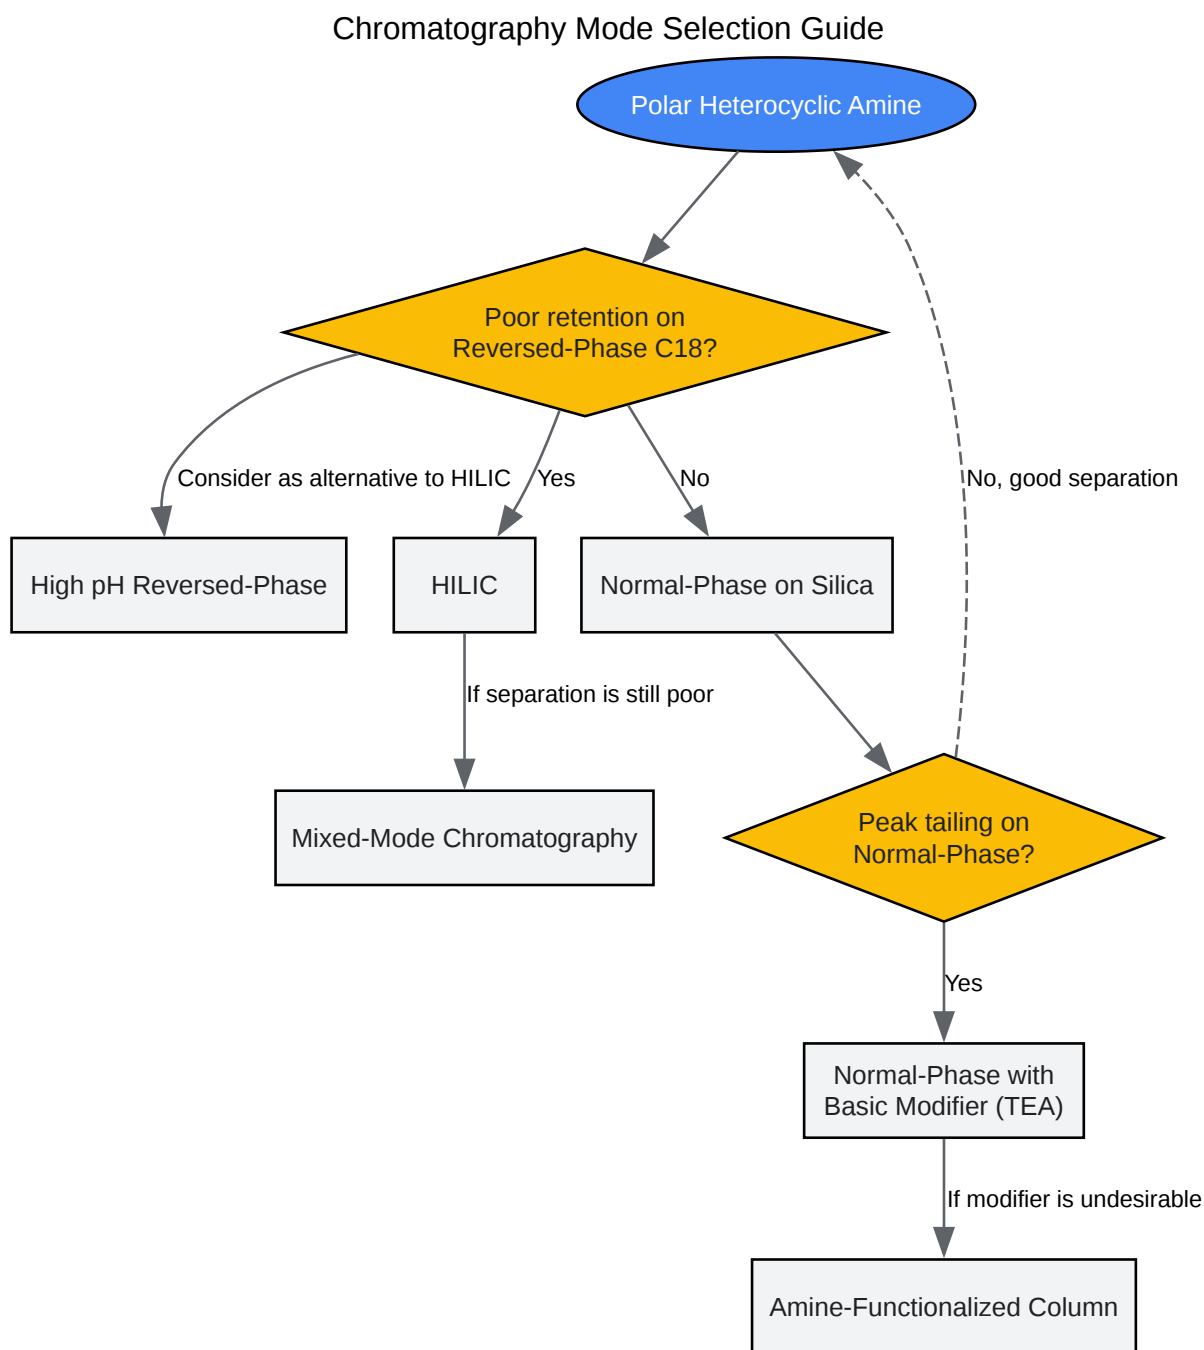 Chromatography Mode Selection Guide
Polar Heterocyclic Amine
Poor retention on
Reversed-Phase C18?
Consider as alternative to HILIC
Yes
No
No, good separation
High pH Reversed-Phase
HILIC
Normal-Phase on Silica
If separation is still poor
Mixed-Mode Chromatography
Peak tailing on
Normal-Phase?
Yes
Normal-Phase with
Basic Modifier (TEA)
If modifier is undesirable
Amine-Functionalized Column